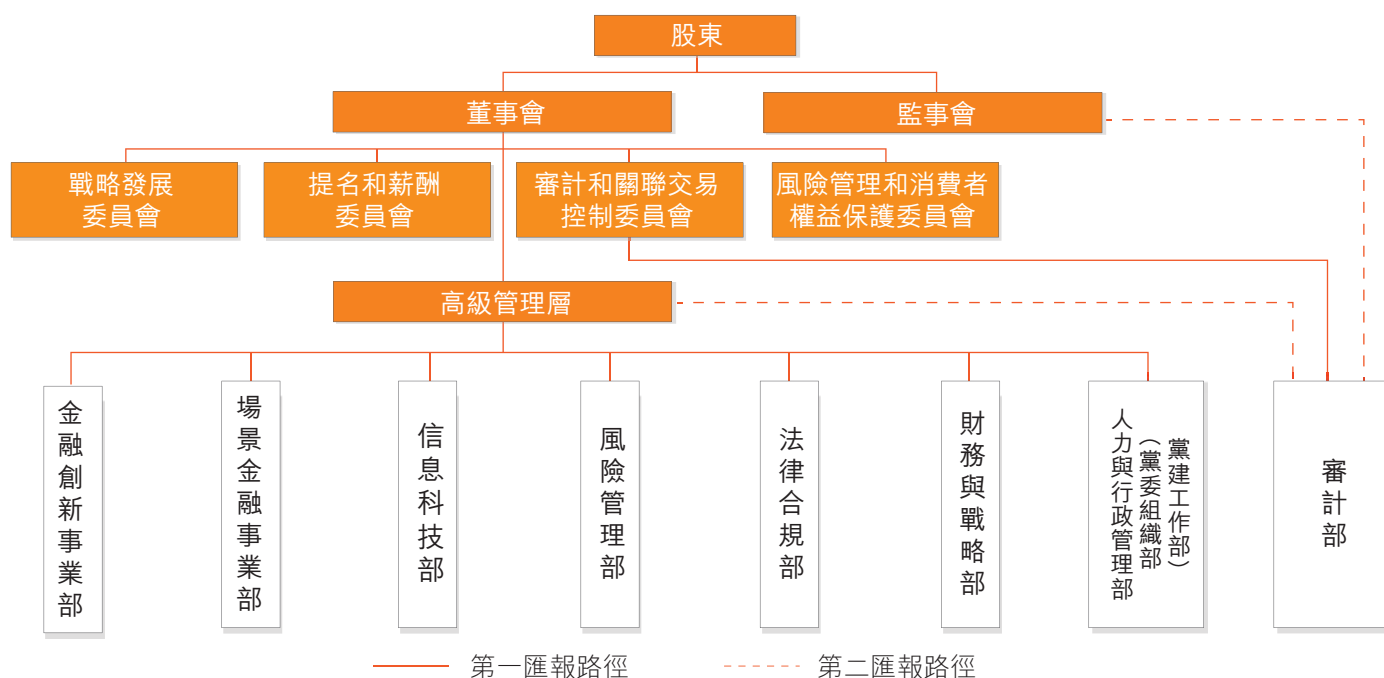 股東
董事會
監事會
戰略發展
委員會
提名和薪酬
委員會
審計和關聯交易
控制委員會
風險管理和消費者
權益保護委員會
高級管理層
金融創新事業部
場景金融事業部
信息科技部
風險管理部
法律合規部
財務與戰略部
人力與行政管理部
（黨委組織部
黨建工作部）
審計部
第一匯報路徑
第二匯報路徑